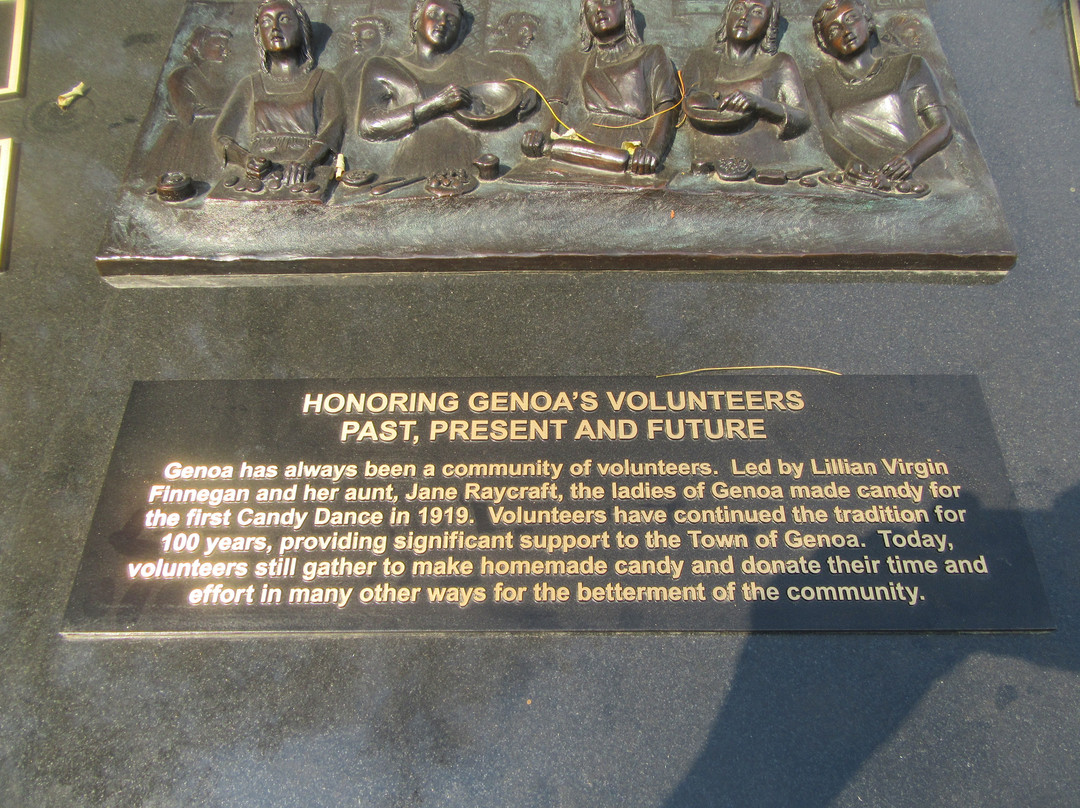 HONORING GENOA'S VOLUNTEERS
PAST, PRESENT AND FUTURE
Genoa has always been a community of volunteers.  Led by Lillian Virgin
Finnegan and her aunt, Jane Raycraft, the ladies of Genoa made candy for
the first Candy Dance in 1919.  Volunteers have continued the tradition for
100 years, providing significant support to the Town of Genoa.  Today,
volunteers still gather to make homemade candy and donate their time and
effort in many other ways for the betterment of the community.